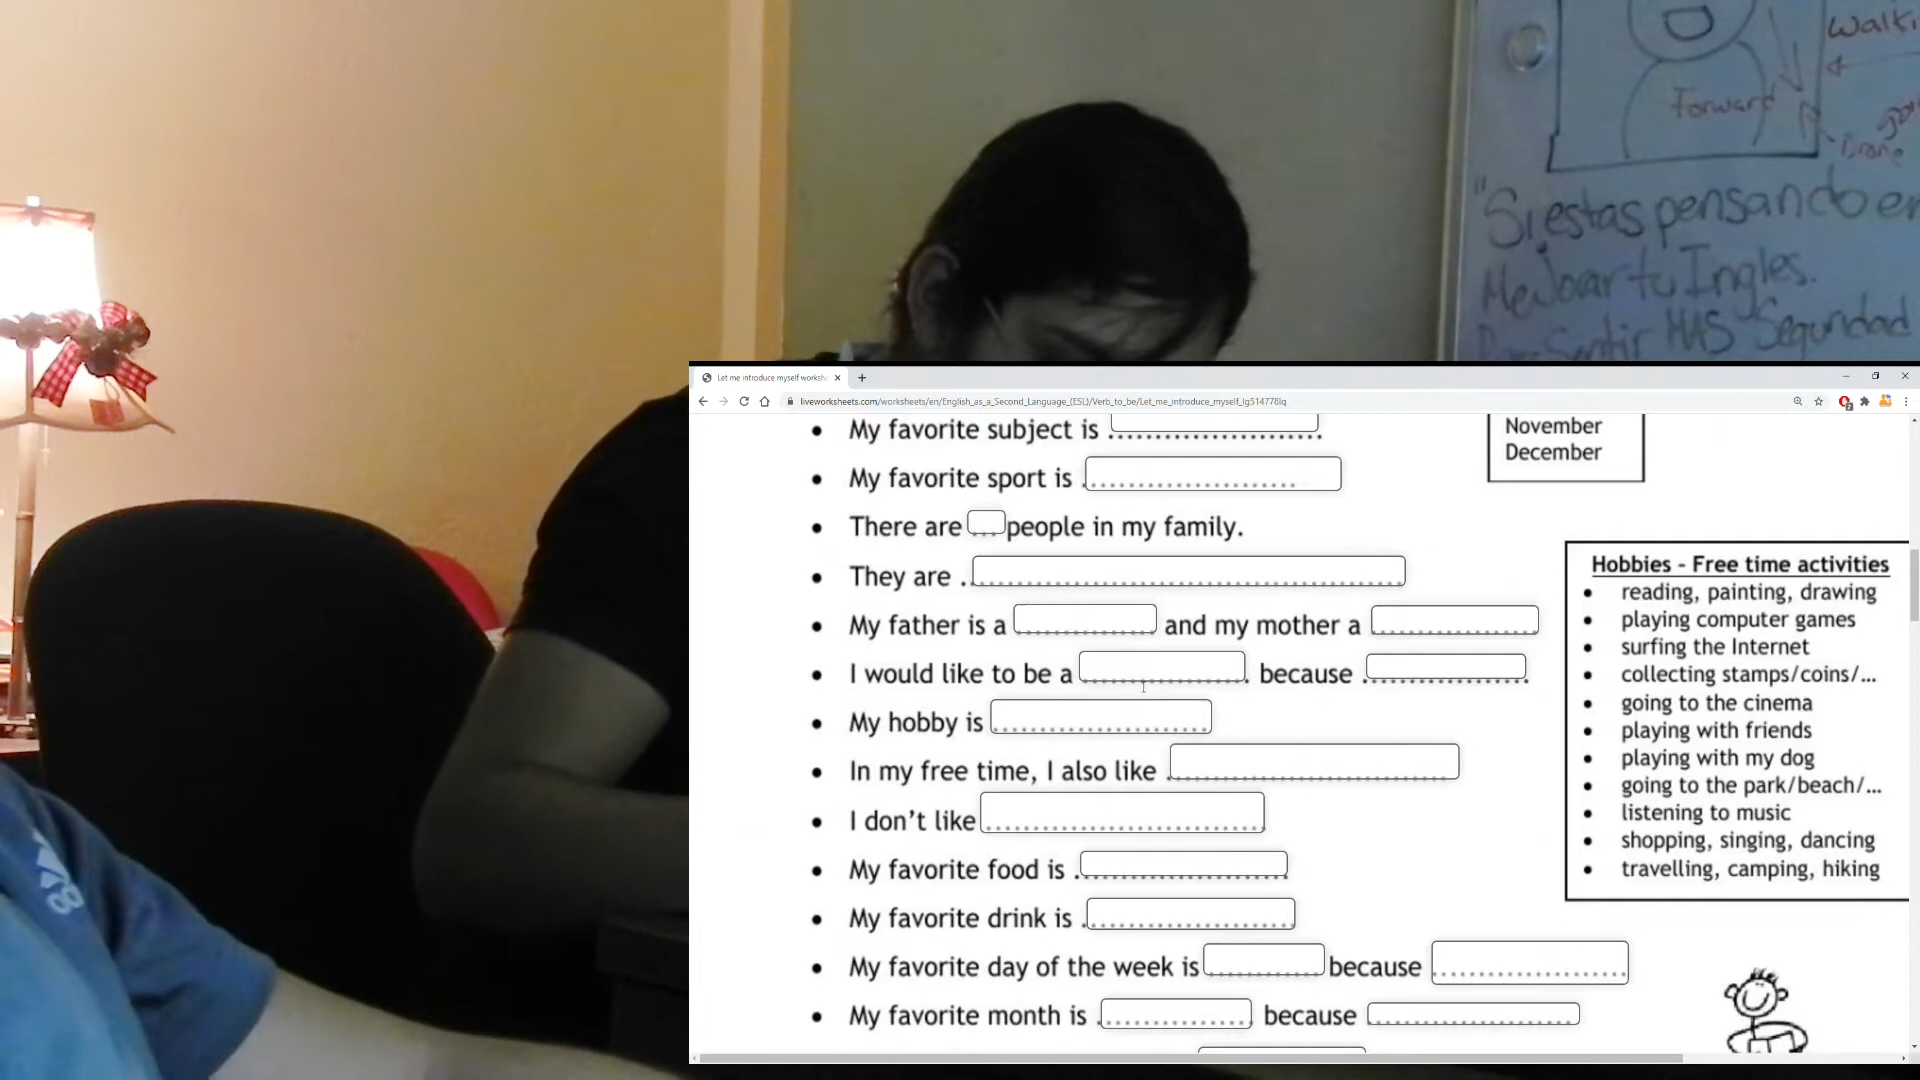 Walki
Forward
Drone
"Si estas pensando en
Mejorar tu Ingles.
Sentir MAS Seguridad
Let me introduce myself worksh
liveworksheets.com/worksheets/en/English_as_a_Second_Language_(ESL)/Verb_to_be/Let_me_introduce_myself_lg514778lq
• My favorite subject is ......................
November
December
• My favorite sport is ......................
• There are ... people in my family.
• They are ..........................................
• My father is a .............. and my mother a ................
• I would like to be a ................. because .................
• My hobby is ......................
• In my free time, I also like ............................
• I don't like ............................
• My favorite food is .....................
• My favorite drink is .....................
• My favorite day of the week is ............ because ....................
• My favorite month is ............... because .....................
Hobbies - Free time activities
• reading, painting, drawing
• playing computer games
• surfing the Internet
• collecting stamps/coins/...
• going to the cinema
• playing with friends
• playing with my dog
• going to the park/beach/...
• listening to music
• shopping, singing, dancing
• travelling, camping, hiking